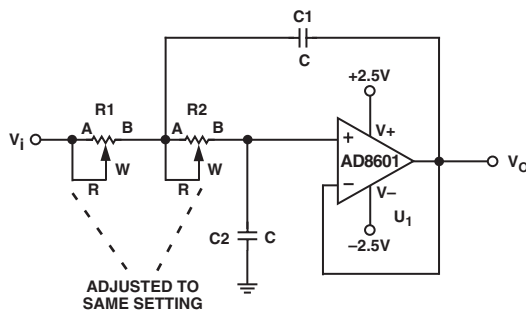 C1
C
+2.5V
R1
R2
A
B
A
B
V+
Vi
+
AD8601
VO
W
W
R
R
–
V–
U1
C2
C
–2.5V
ADJUSTED TO
SAME SETTING